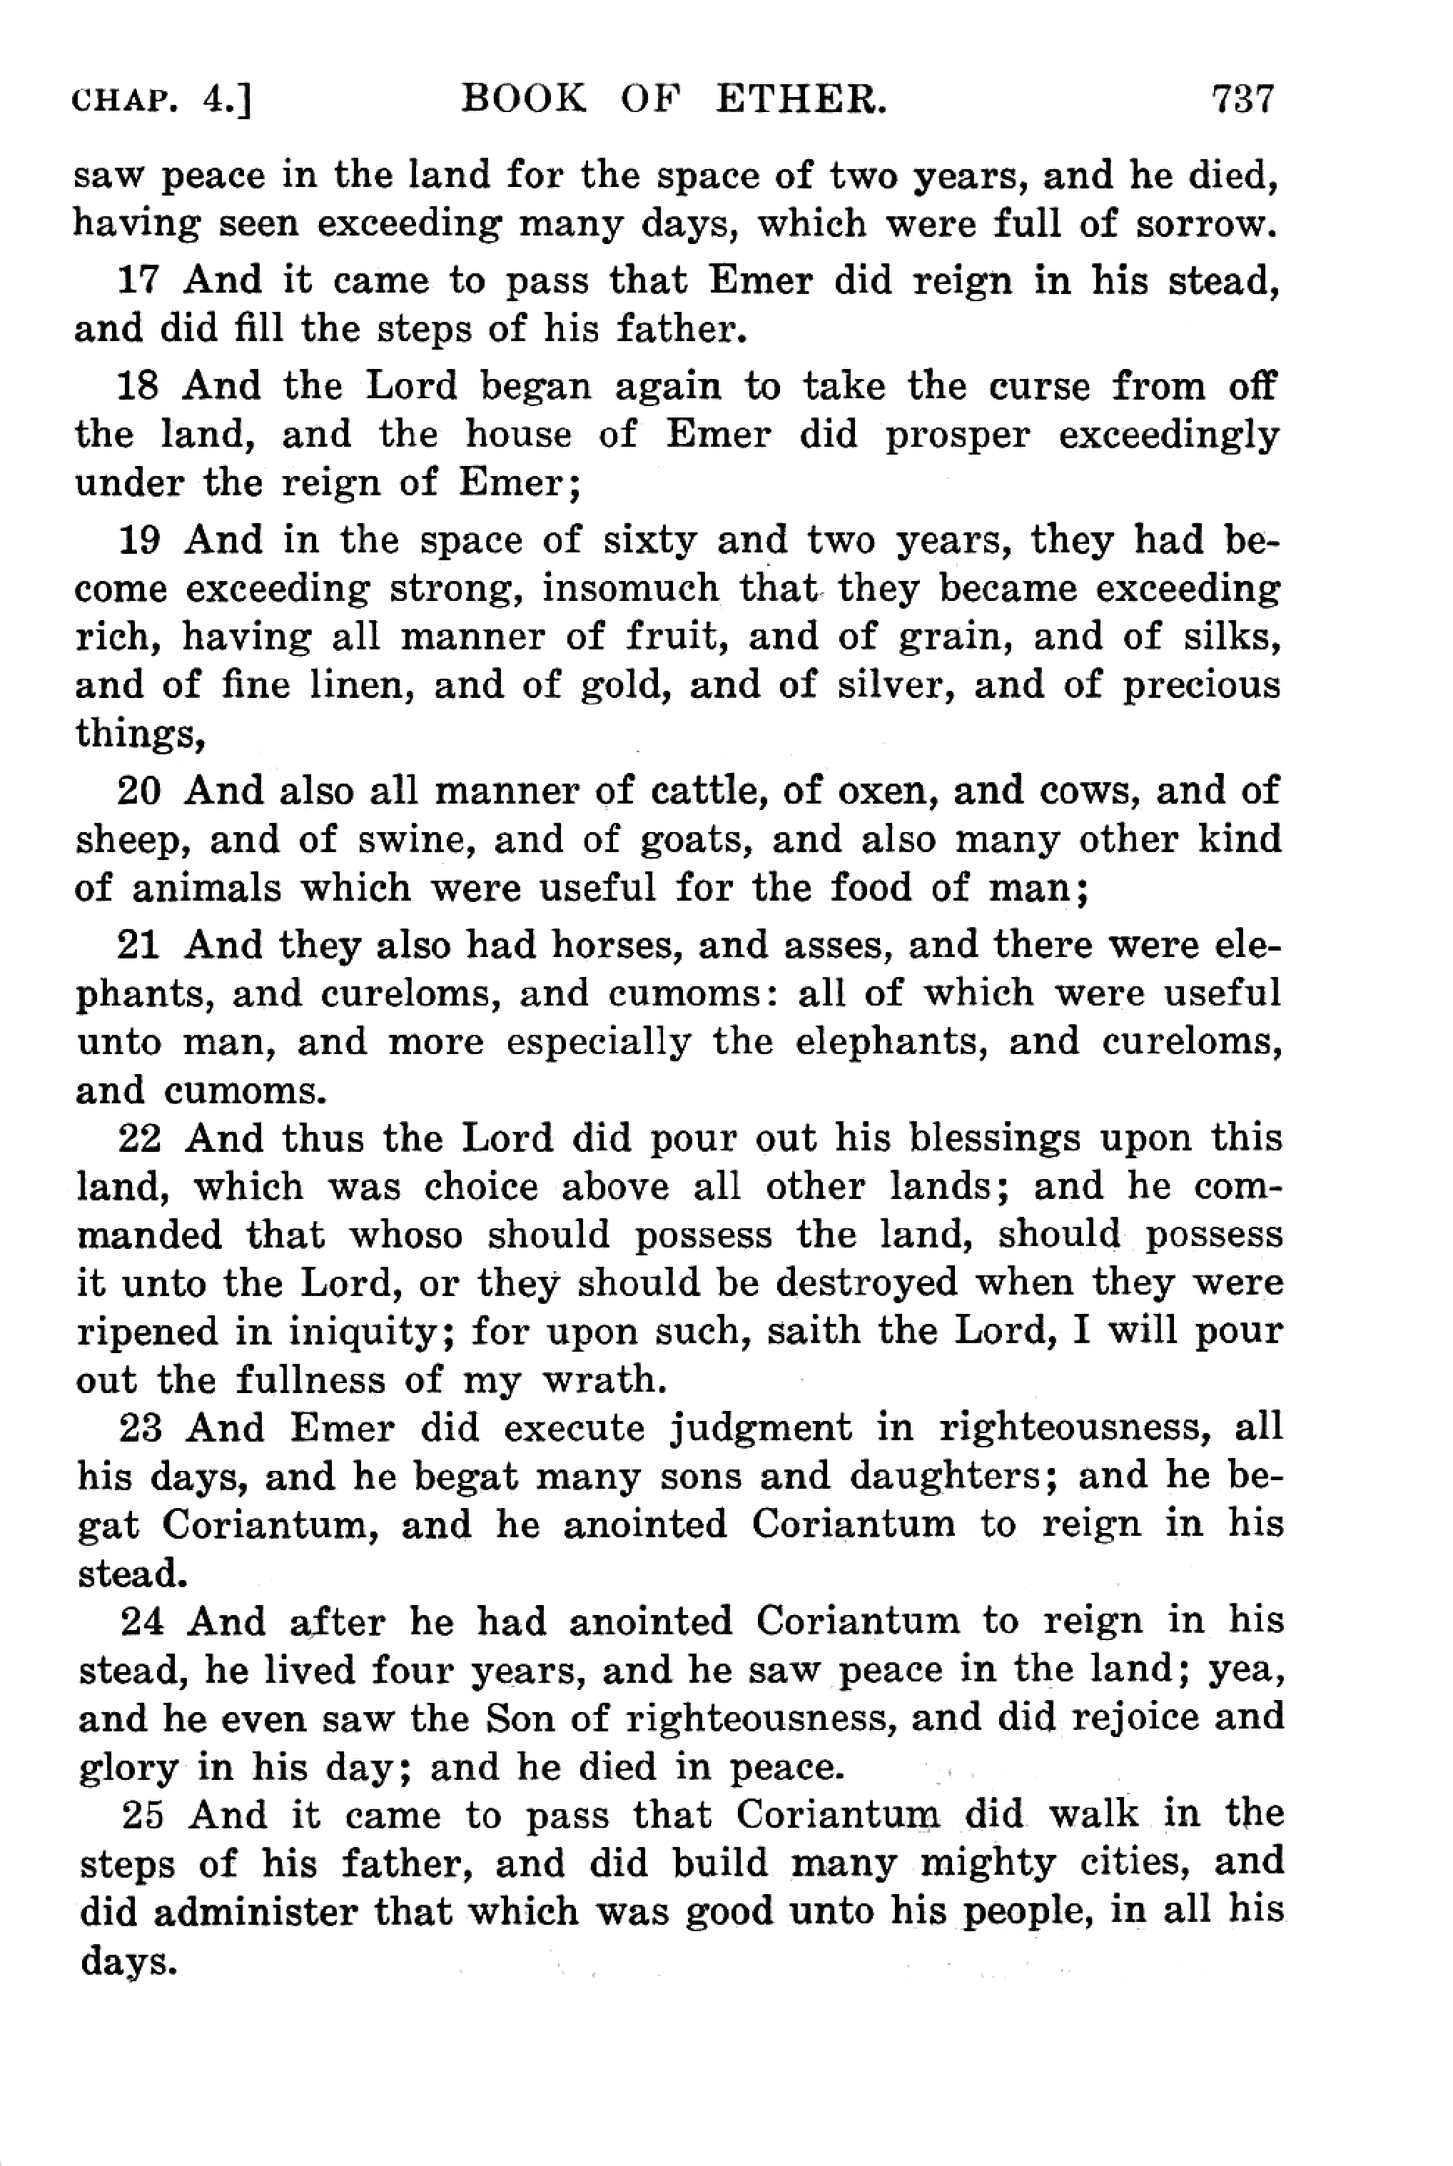 CHAP. 4.] BOOK OF ETHER. 737
saw peace in the land for the space of two years, and he died,
having seen exceeding many days, which were full of sorrow.
17 And it came to pass that Emer did reign in his stead,
and did fill the steps of his father.
18 And the Lord began again to take the curse from off
the land, and the house of Emer did prosper exceedingly
under the reign of Emer;
19 And in the space of sixty and two years, they had be-
come exceeding strong, insomuch that they became exceeding
rich, having all manner of fruit, and of grain, and of silks,
and of fine linen, and of gold, and of silver, and of precious
things,
20 And also all manner of cattle, of oxen, and cows, and of
sheep, and of swine, and of goats, and also many other kind
of animals which were useful for the food of man;
21 And they also had horses, and asses, and there were ele-
phants, and cureloms, and cumoms: all of which were useful
unto man, and more especially the elephants, and cureloms,
and cumoms.
22 And thus the Lord did pour out his blessings upon this
land, which was choice above all other lands; and he com-
manded that whoso should possess the land, should possess
it unto the Lord, or they should be destroyed when they were
ripened in iniquity; for upon such, saith the Lord, I will pour
out the fullness of my wrath.
23 And Emer did execute judgment in righteousness, all
his days, and he begat many sons and daughters; and he be-
gat Coriantum, and he anointed Coriantum to reign in his
stead.
24 And after he had anointed Coriantum to reign in his
stead, he lived four years, and he saw peace in the land; yea,
and he even saw the Son of righteousness, and did rejoice and
glory in his day; and he died in peace.
25 And it came to pass that Coriantum did walk in the
steps of his father, and did build many mighty cities, and
did administer that which was good unto his people, in all his
days.